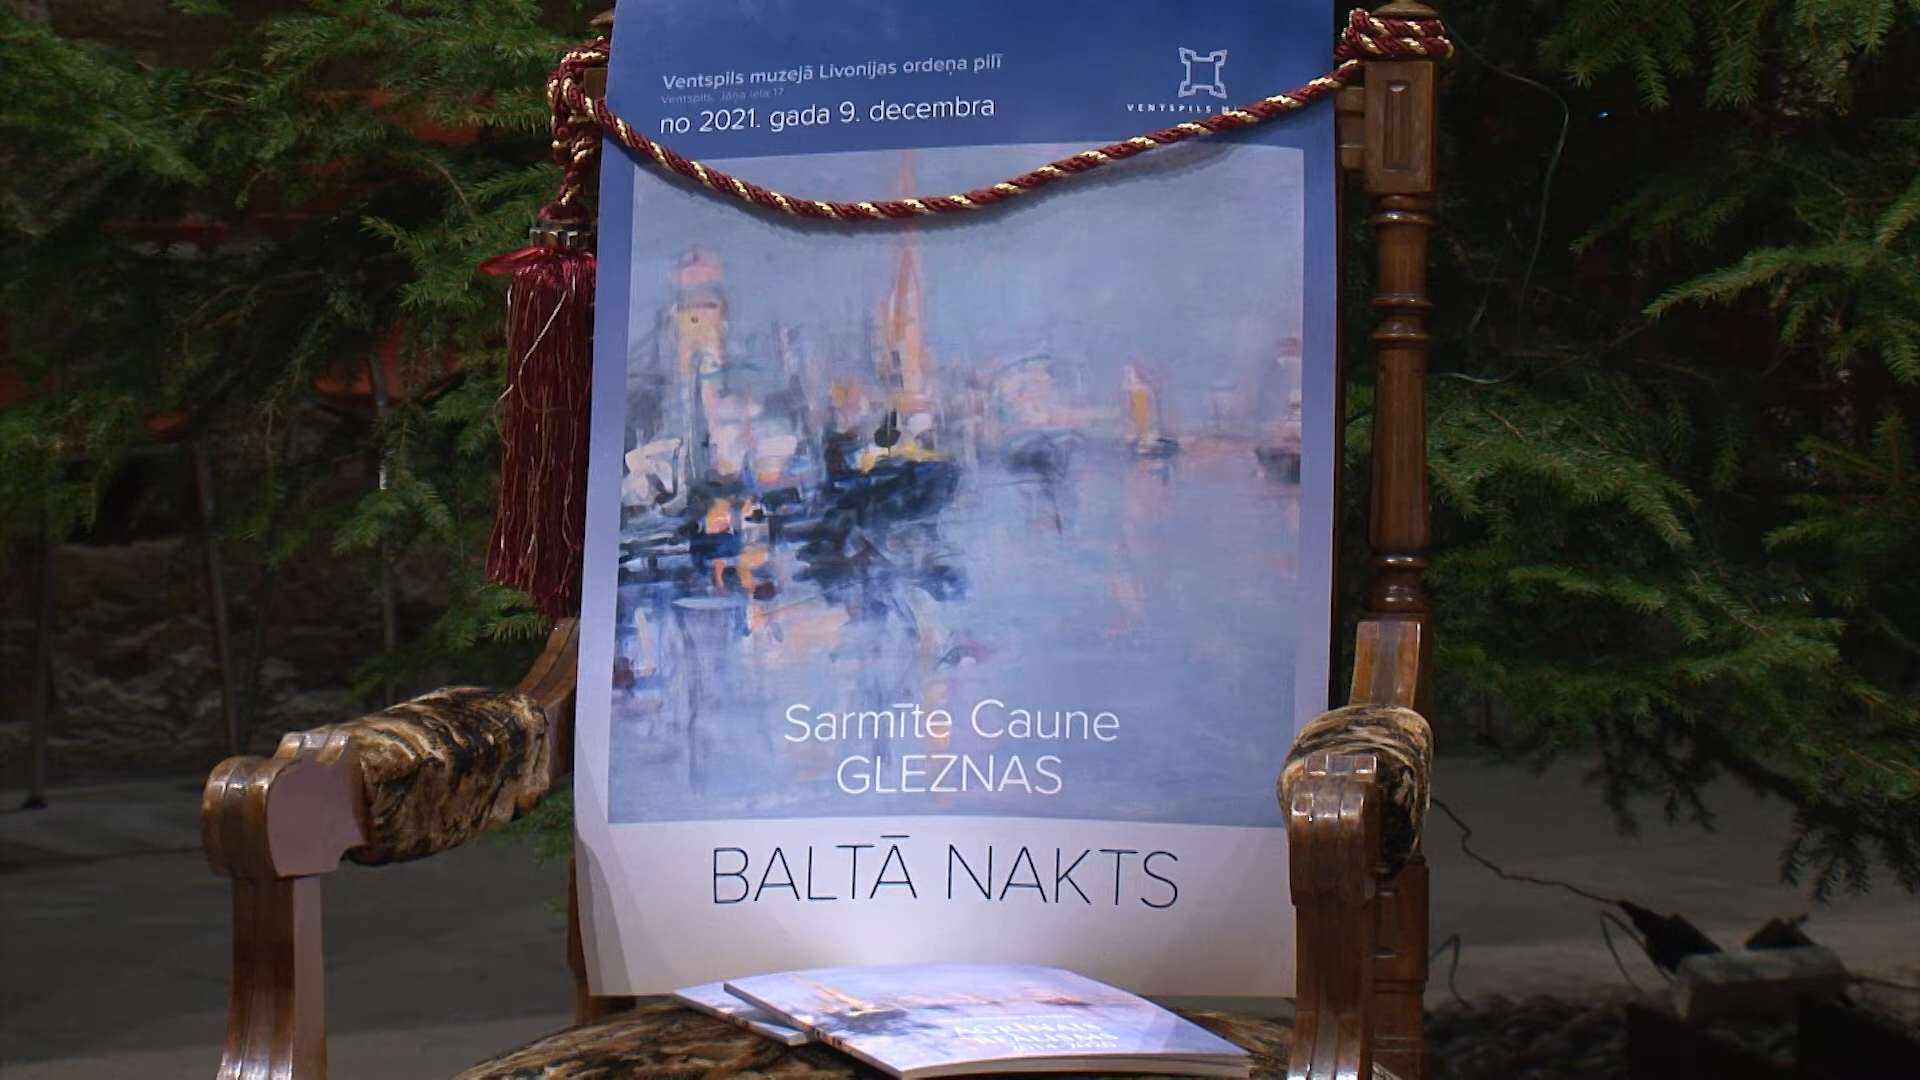 Ventspils muzejā Livonijas ordeņa pilī
Ventspils, Jāņa iela 17
no 2021. gada 9. decembra
VENTSPILS
Sarmīte Caune
GLEZNAS
BALTĀ NAKTS